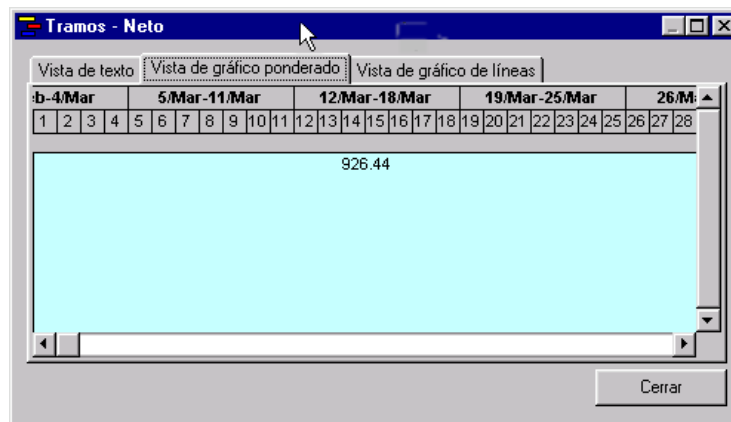 Tramos - Neto
Vista de texto Vista de gráfico ponderado Vista de gráfico de líneas
b-4/Mar 5/Mar-11/Mar 12/Mar-18/Mar 19/Mar-25/Mar 26/M
1 2 3 4 5 6 7 8 9 10 11 12 13 14 15 16 17 18 19 20 21 22 23 24 25 26 27 28
926.44
Cerrar